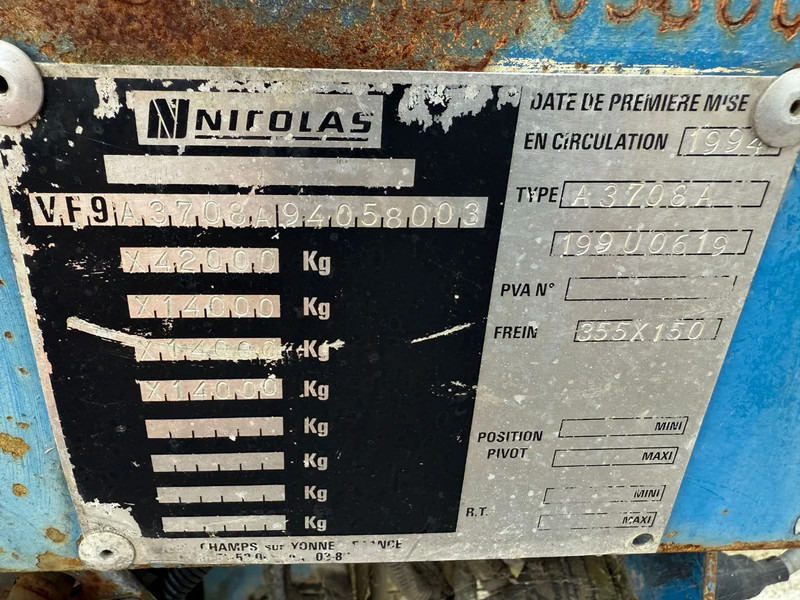 NICOLAS
VF9A3708A94058003
X42000 Kg
X14000 Kg
X14000 Kg
X14000 Kg
Kg
Kg
Kg
Kg
CHAMPS sur YONNE
DATE DE PREMIERE MISE
EN CIRCULATION 1994
TYPE A3708A
199U0619
PVA N°
FREIN 355X150
POSITION PIVOT MINI
MAXI
R.T. MINI
MAXI